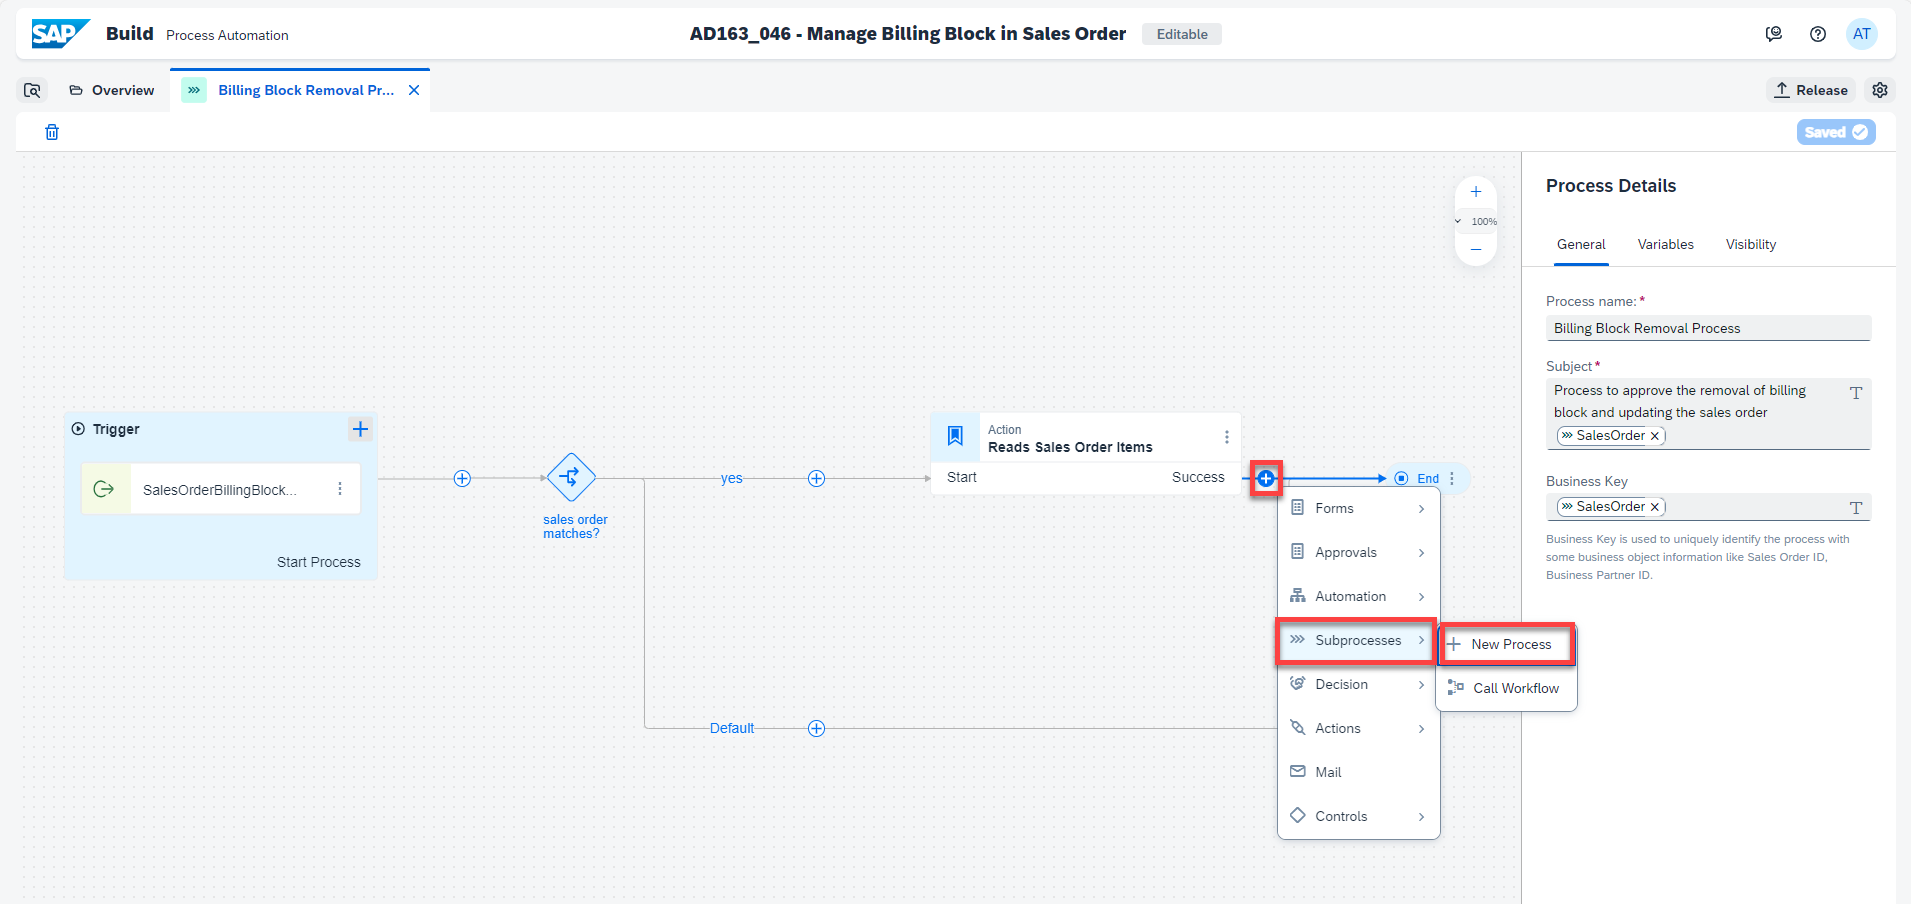 SAP Build Process Automation
AD163_046 - Manage Billing Block in Sales Order Editable
AT
Overview
Billing Block Removal Pr...
Release
Saved
100%
Trigger
SalesOrderBillingBlock...
Start Process
sales order
matches?
yes
Default
Action
Reads Sales Order Items
Start Success
End
Forms
Approvals
Automation
Subprocesses
Decision
Actions
Mail
Controls
New Process
Call Workflow
Process Details
General Variables Visibility
Process name:*
Billing Block Removal Process
Subject*
Process to approve the removal of billing
block and updating the sales order
SalesOrder
Business Key
SalesOrder
Business Key is used to uniquely identify the process with
some business object information like Sales Order ID,
Business Partner ID.